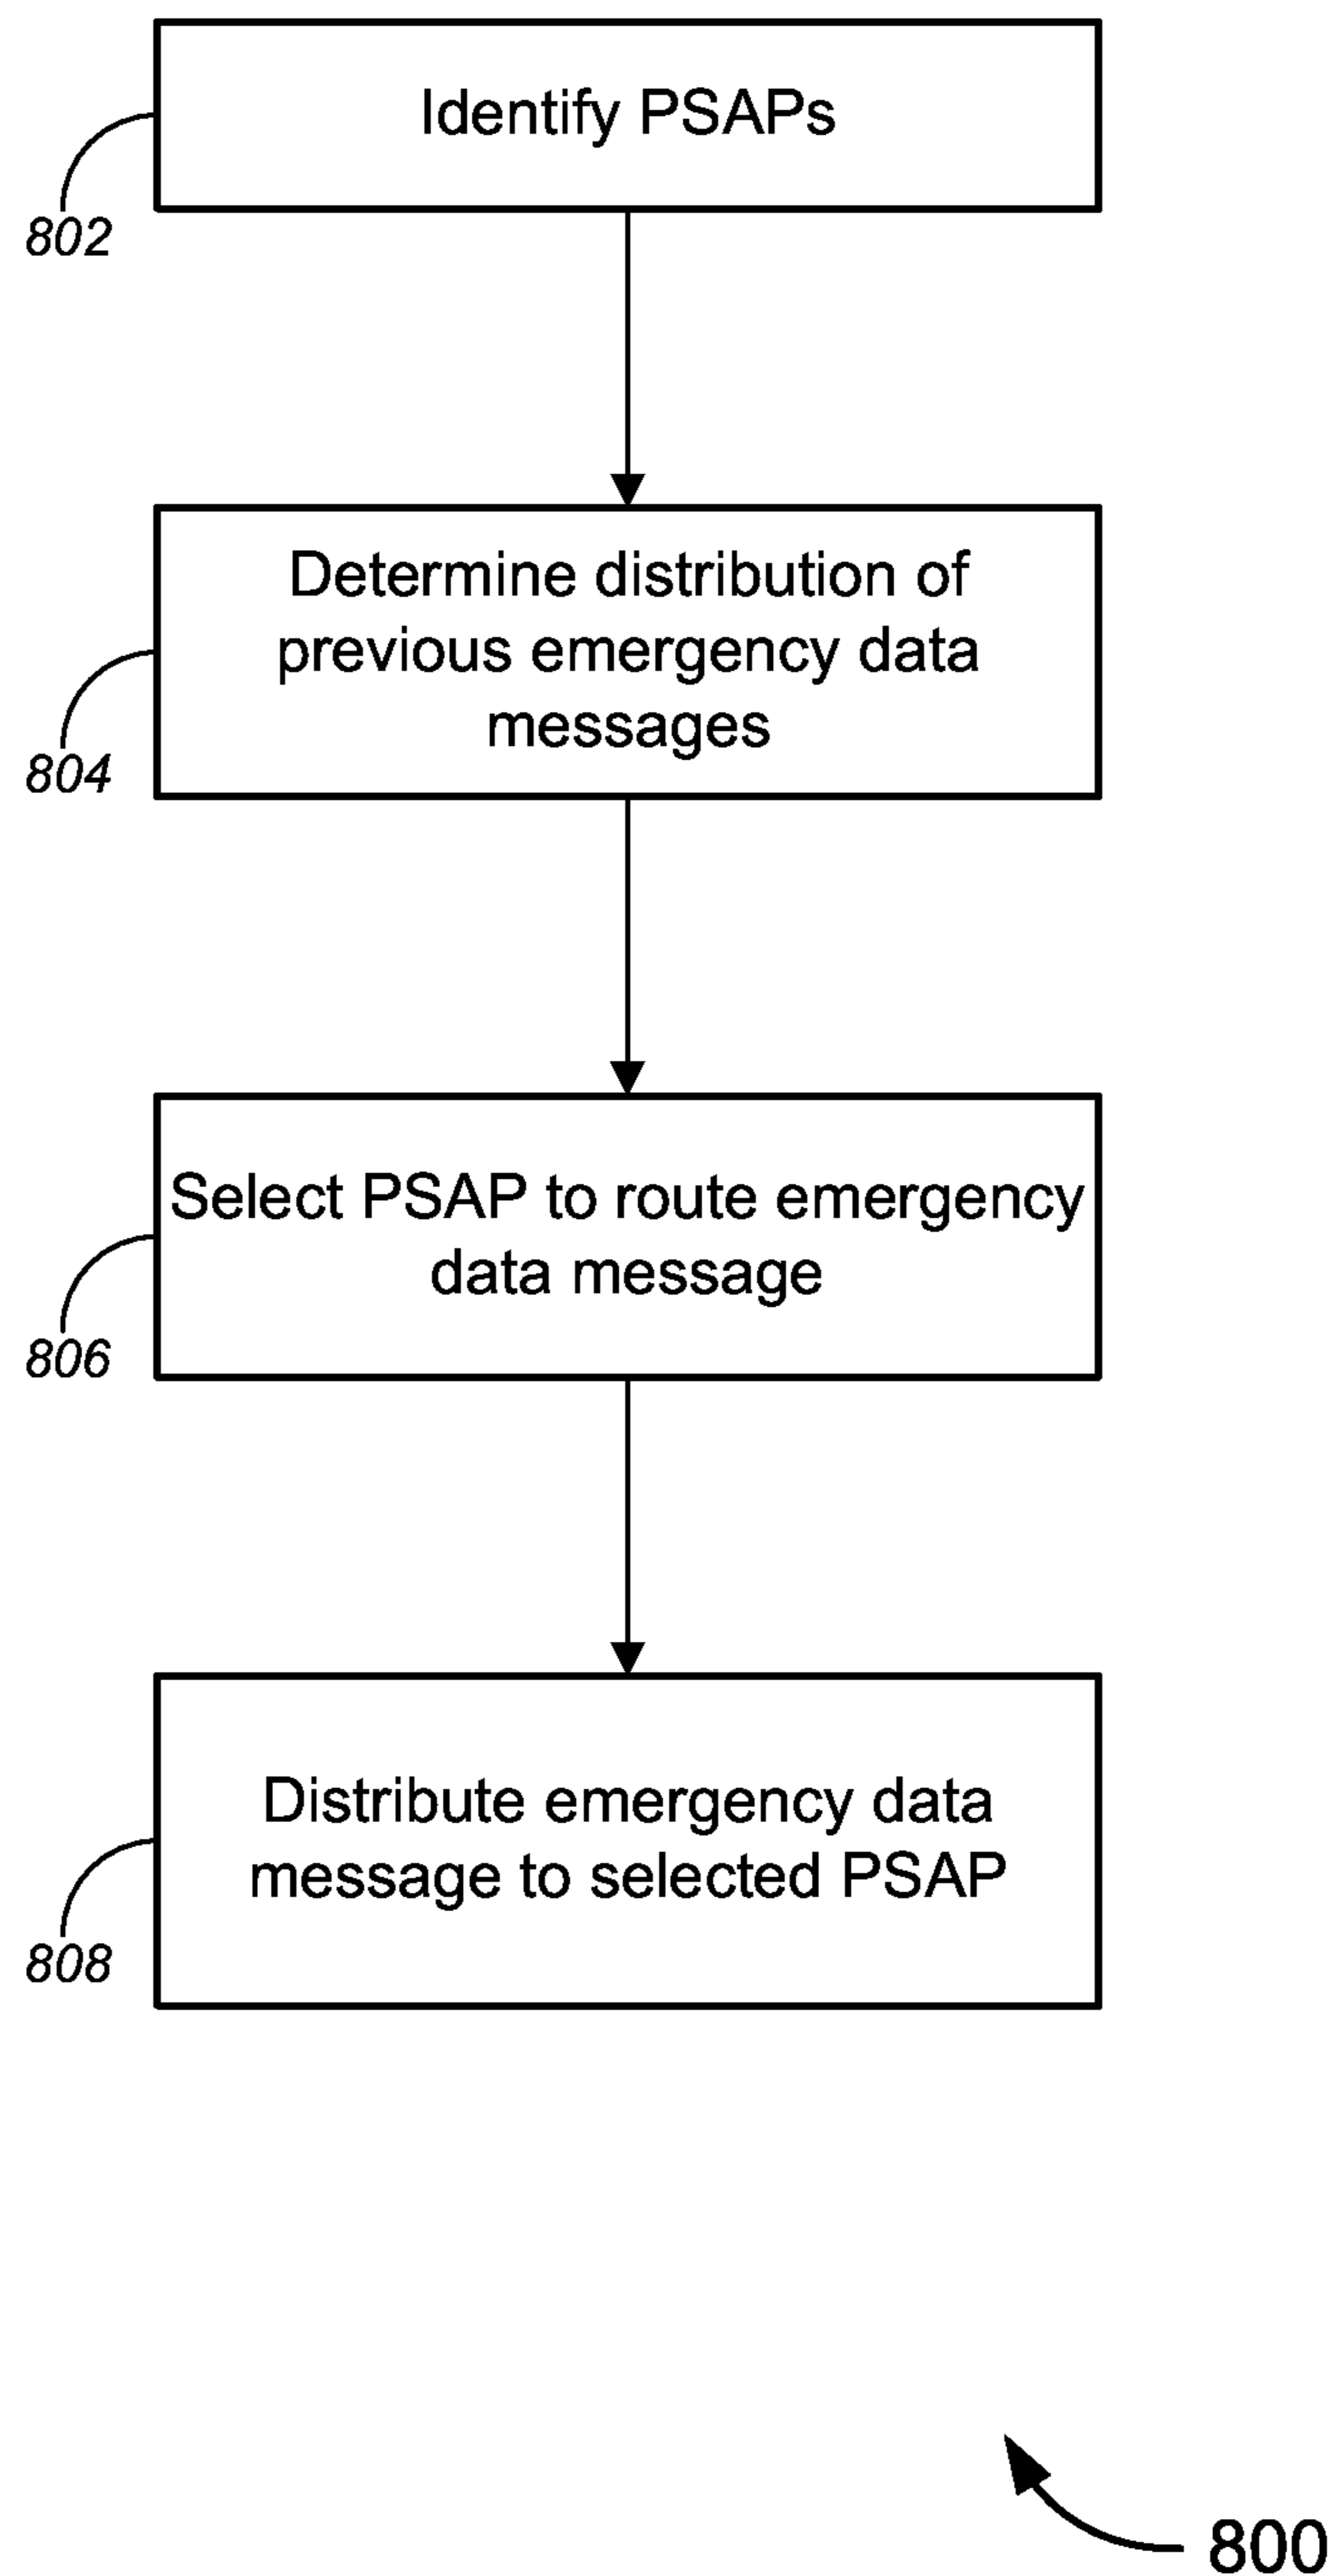 Identify PSAPs
802
Determine distribution of
previous emergency data
messages
804
Select PSAP to route emergency
data message
806
Distribute emergency data
message to selected PSAP
808
800